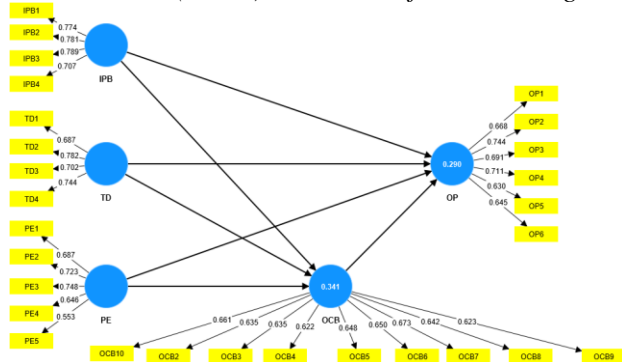 IPB1
IPB2
IPB3
IPB4
0.774
0.781
0.789
0.707
IPB
TD1
TD2
TD3
TD4
0.687
0.782
0.702
0.744
TD
PE1
PE2
PE3
PE4
PE5
0.687
0.723
0.748
0.646
0.553
PE
0.290
OP
0.668
0.744
0.691
0.711
0.630
0.645
OP1
OP2
OP3
OP4
OP5
OP6
0.341
OCB
0.661
0.635
0.635
0.622
0.648
0.650
0.673
0.642
0.623
OCB10
OCB2
OCB3
OCB4
OCB5
OCB6
OCB7
OCB8
OCB9